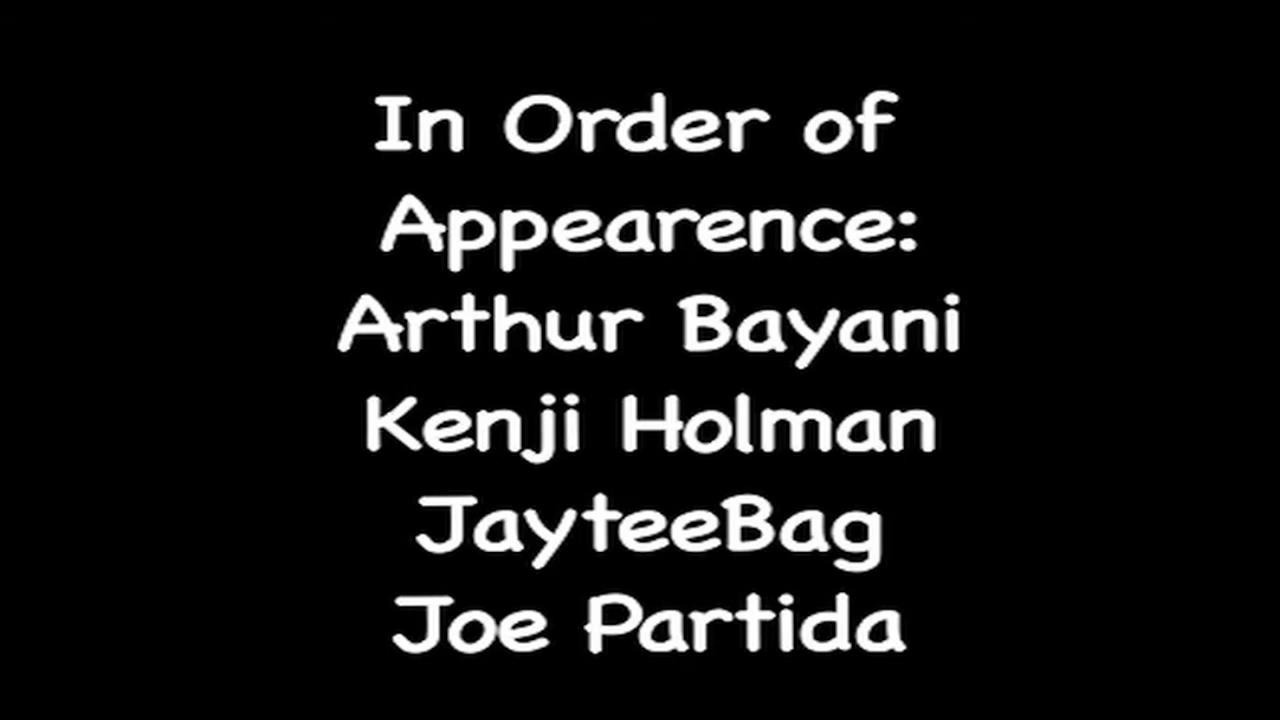 In Order of
Appearence:
Arthur Bayani
Kenji Holman
JayteeBag
Joe Partida